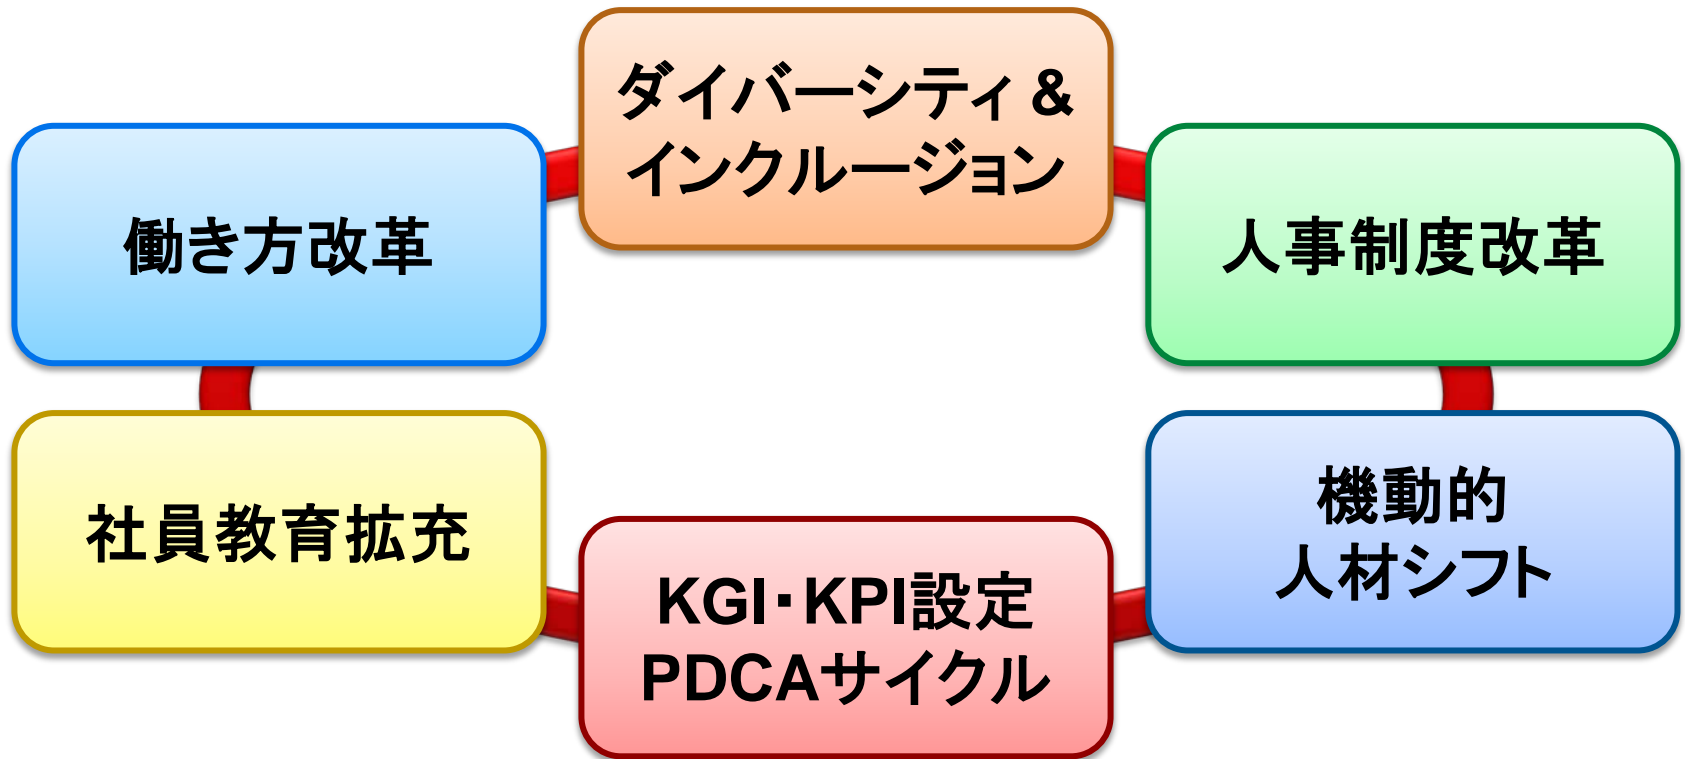 ダイバーシティ&
インクルージョン
働き方改革
人事制度改革
社員教育拡充
機動的
人材シフト
KGI・KPI設定
PDCAサイクル